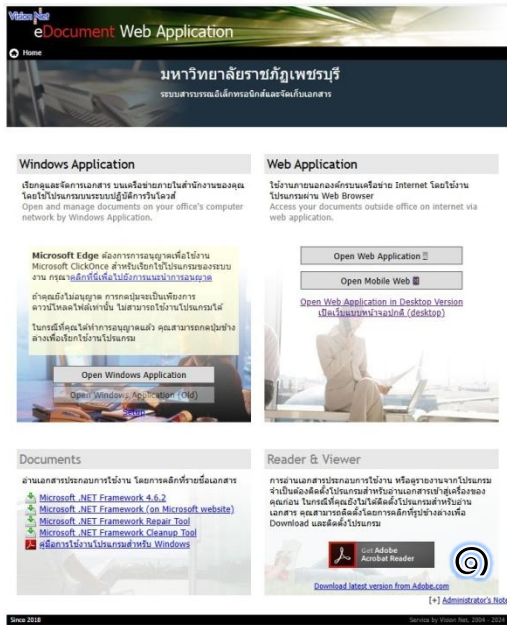 Vision Net
eDocument Web Application
Home
มหาวิทยาลัยราชภัฏเพชรบุรี
ระบบสารบรรณอิเล็กทรอนิกส์และจัดเก็บเอกสาร
Windows Application
เรียกดูและจัดการเอกสาร บนเครือข่ายภายในสำนักงานของคุณ
โดยใช้โปรแกรมบนระบบปฏิบัติการวินโดวส์
Open and manage documents on your office's computer
network by Windows Application.
Microsoft Edge ต้องการการอนุญาตเพื่อใช้งาน
Microsoft ClickOnce สำหรับเรียกใช้โปรแกรมของระบบ
งาน กรุณาคลิกที่นี่เพื่อไปยังการแนะนำการอนุญาต
ถ้าคุณยังไม่อนุญาต การกดปุ่มจะเป็นเพียงการ
ดาวน์โหลดไฟล์เท่านั้น ไม่สามารถใช้งานโปรแกรมได้
ในกรณีที่คุณได้ทำการอนุญาตแล้ว คุณสามารถกดปุ่มข้าง
ล่างเพื่อเรียกใช้งานโปรแกรม
Open Windows Application
Open Windows Application (Old)
Setup
Web Application
ใช้งานภายนอกองค์กรบนเครือข่าย Internet โดยใช้งาน
โปรแกรมผ่าน Web Browser
Access your documents outside office on internet via
web application.
Open Web Application
Open Mobile Web
Open Web Application in Desktop Version
เปิดเว็บแบบหน้าจอปกติ (desktop)
Documents
อ่านเอกสารประกอบการใช้งาน โดยการคลิกที่รายชื่อเอกสาร
Microsoft .NET Framework 4.6.2
Microsoft .NET Framework (on Microsoft website)
Microsoft .NET Framework Repair Tool
Microsoft .NET Framework Cleanup Tool
คู่มือการใช้งานโปรแกรมสำหรับ Windows
Reader & Viewer
การอ่านเอกสารประกอบการใช้งาน หรือดูรายงานจากโปรแกรม
จำเป็นต้องติดตั้งโปรแกรมสำหรับอ่านเอกสารเข้าสู่เครื่องของ
คุณก่อน ในกรณีที่คุณยังไม่ได้ติดตั้งโปรแกรมสำหรับอ่าน
เอกสาร คุณสามารถติดตั้งโดยการคลิกที่รูปข้างล่างเพื่อ
Download และติดตั้งโปรแกรม
Get Adobe
Acrobat Reader
Download latest version from Adobe.com
[+] Administrator's Note
Since 2018
Service by Vision Net, 2004 - 2024